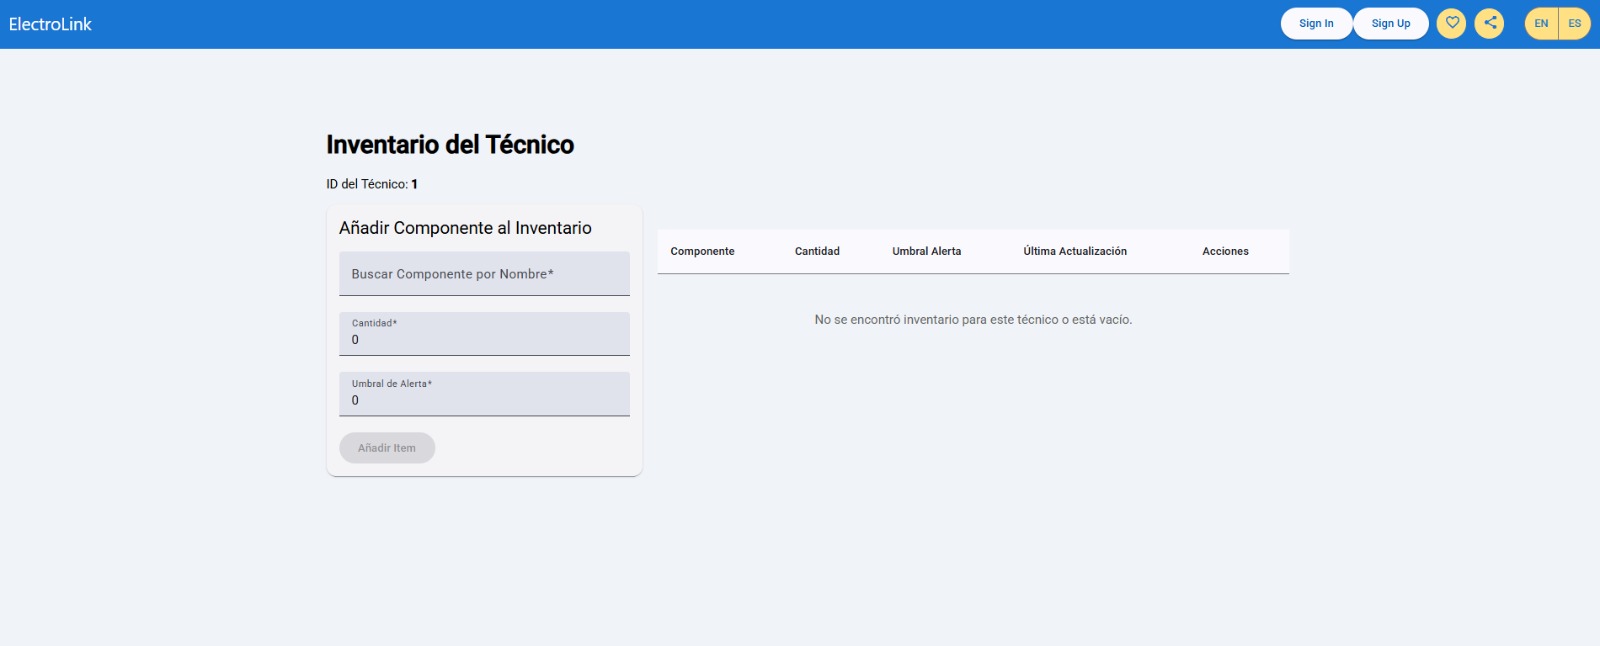 ElectroLink
Sign In
Sign Up
EN
ES
Inventario del Técnico
ID del Técnico: 1
Añadir Componente al Inventario
Buscar Componente por Nombre*
Cantidad*
0
Umbral de Alerta*
0
Añadir Item
Componente Cantidad Umbral Alerta Última Actualización Acciones
No se encontró inventario para este técnico o está vacío.